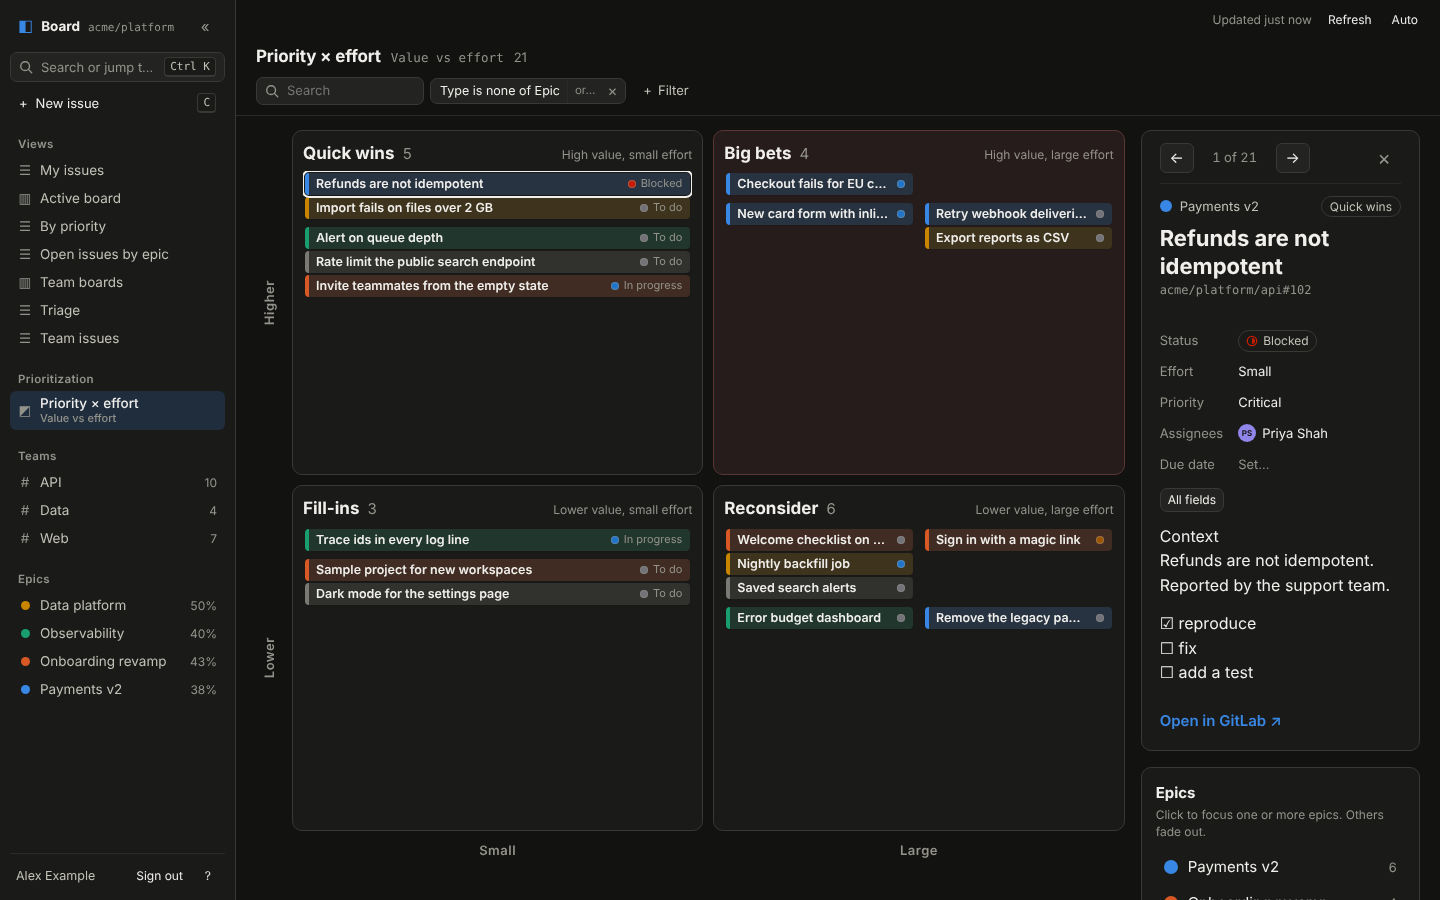 Board acme/platform «
Search or jump t... Ctrl K
+ New issue C
Views
My issues
Active board
By priority
Open issues by epic
Team boards
Triage
Team issues
Prioritization
Priority × effort
Value vs effort
Teams
# API 10
# Data 4
# Web 7
Epics
Data platform 50%
Observability 40%
Onboarding revamp 43%
Payments v2 38%
Alex Example Sign out ?
Updated just now Refresh Auto
Priority × effort Value vs effort 21
Search
Type is none of Epic or... ×
+ Filter
Higher
Lower
Quick wins 5 High value, small effort
Refunds are not idempotent Blocked
Import fails on files over 2 GB To do
Alert on queue depth To do
Rate limit the public search endpoint To do
Invite teammates from the empty state In progress
Big bets 4 High value, large effort
Checkout fails for EU c...
New card form with inli...
Retry webhook deliveri...
Export reports as CSV
Fill-ins 3 Lower value, small effort
Trace ids in every log line In progress
Sample project for new workspaces To do
Dark mode for the settings page To do
Reconsider 6 Lower value, large effort
Welcome checklist on ...
Sign in with a magic link
Nightly backfill job
Saved search alerts
Error budget dashboard
Remove the legacy pa...
Small
Large
← 1 of 21 → ×
Payments v2 Quick wins
Refunds are not
idempotent
acme/platform/api#102
Status Blocked
Effort Small
Priority Critical
Assignees PS Priya Shah
Due date Set...
All fields
Context
Refunds are not idempotent.
Reported by the support team.
☑ reproduce
☐ fix
☐ add a test
Open in GitLab ↗
Epics
Click to focus one or more epics. Others
fade out.
Payments v2 6